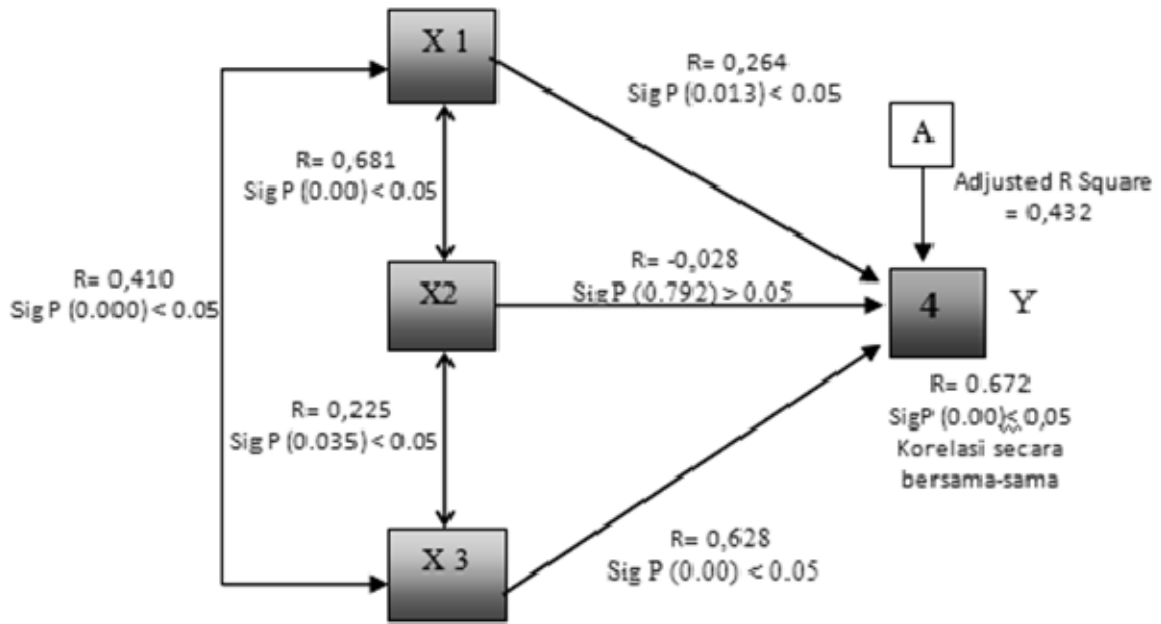 X 1
R= 0,264
Sig P (0.013) < 0.05
A
R= 0,681
Sig P (0.00) < 0.05
Adjusted R Square
= 0,432
R= 0,410
Sig P (0.000) < 0.05
X2
R= -0,028
Sig P (0.792) > 0.05
4
Y
R= 0,225
Sig P (0.035) < 0.05
R= 0.672
SigP (0.00)< 0,05
Korelasi secara
bersama-sama
X 3
R= 0,628
Sig P (0.00) < 0.05